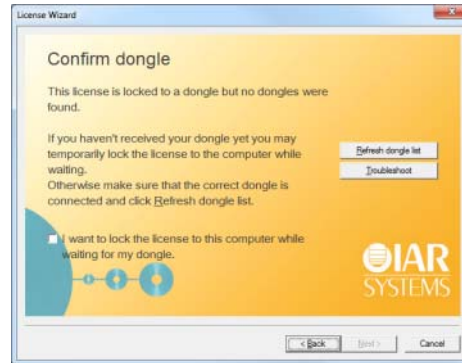 License Wizard
Confirm dongle
This license is locked to a dongle but no dongles were
found.
If you haven't received your dongle yet you may
temporarily lock the license to the computer while
waiting.
Otherwise make sure that the correct dongle is
connected and click Refresh dongle list.
Refresh dongle list
Troubleshoot
I want to lock the license to this computer while
waiting for my dongle.
IAR
SYSTEMS
< Back
Next >
Cancel